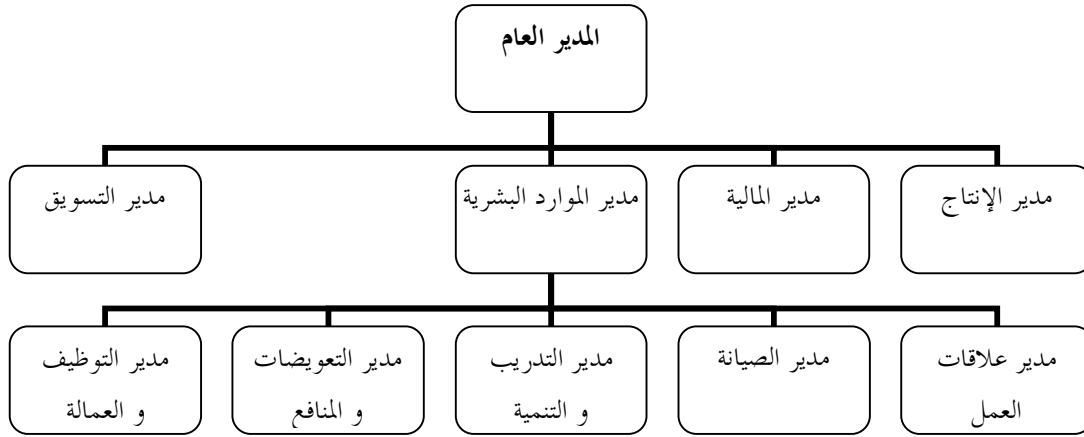 المدير العام
مدير الإنتاج
مدير المالية
مدير الموارد البشرية
مدير التسويق
مدير علاقات
العمل
مدير الصيانة
مدير التدريب
و التنمية
مدير التعويضات
و المنافع
مدير التوظيف
و العمالة